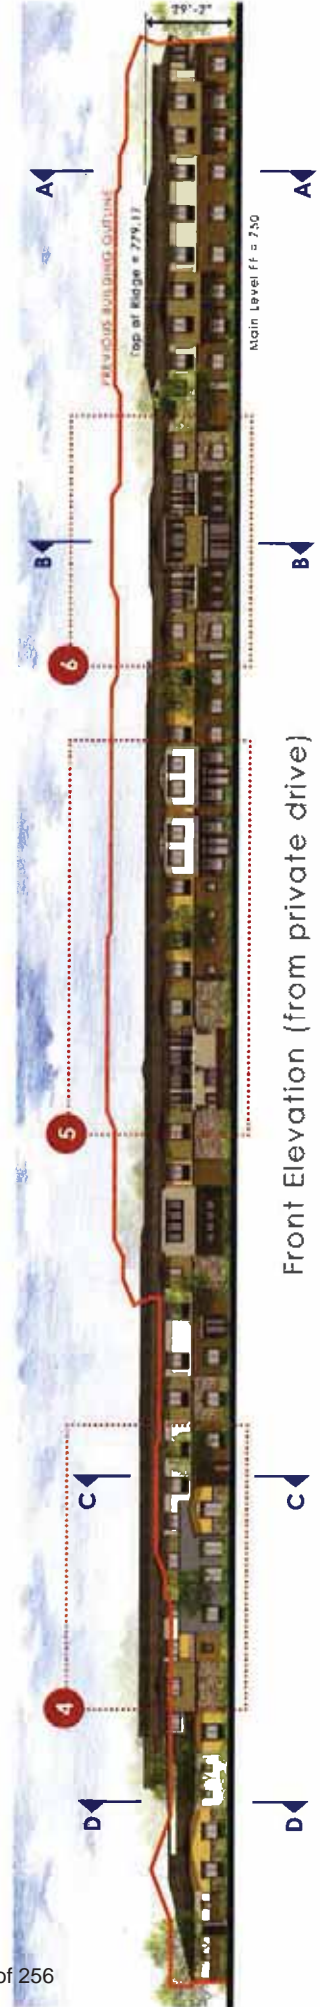 29'-2"
A
A
PREVIOUS BUILDING OUTLINE
Top of Ridge = 779.17
Main Level FF = 750
B
B
6
5
Front Elevation (from private drive)
C
C
4
D
D
of 256